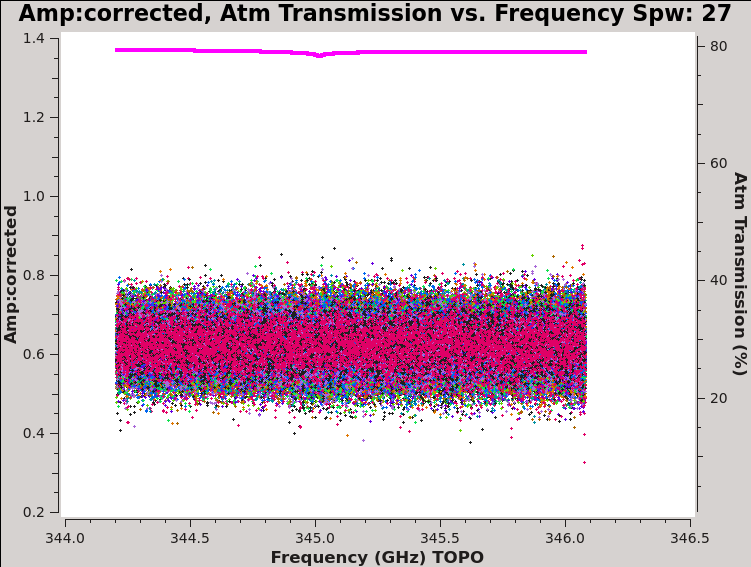 Amp:corrected, Atm Transmission vs. Frequency Spw: 27
1.4
1.2
1.0
0.8
0.6
0.4
0.2
Amp:corrected
80
60
40
20
Atm Transmission (%)
344.0 344.5 345.0 345.5 346.0 346.5
Frequency (GHz) TOPO